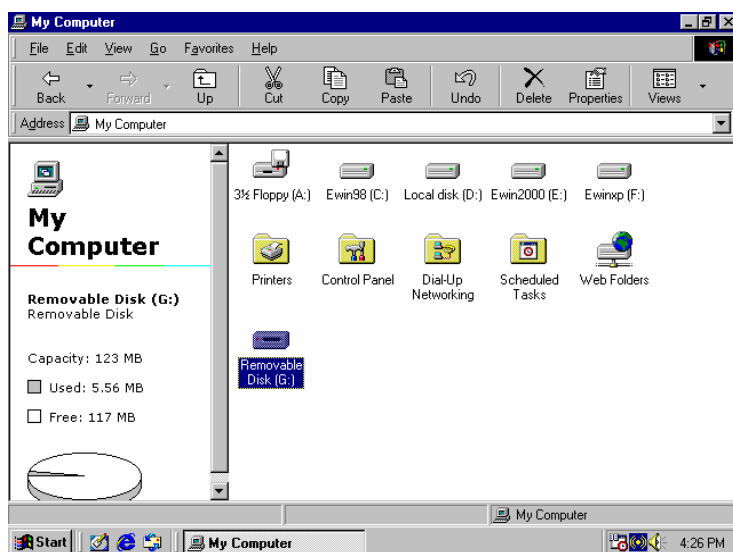 My Computer
File Edit View Go Favorites Help
Back Forward Up Cut Copy Paste Undo Delete Properties Views
Address My Computer
My
Computer
Removable Disk (G:)
Removable Disk
Capacity: 123 MB
Used: 5.56 MB
Free: 117 MB
3½ Floppy (A:) Ewin98 (C:) Local disk (D:) Ewin2000 (E:) Ewinxp (F:)
Printers Control Panel Dial-Up Networking Scheduled Tasks Web Folders
Removable
Disk (G:)
My Computer
Start My Computer 4:26 PM